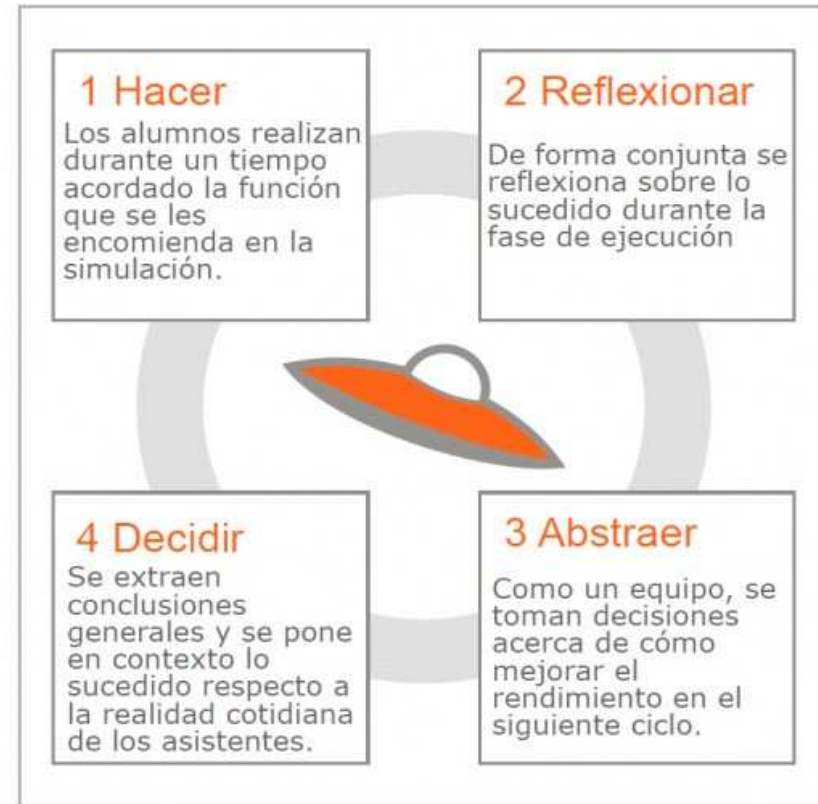 1 Hacer
Los alumnos realizan
durante un tiempo
acordado la función
que se les
encomienda en la
simulación.
2 Reflexionar
De forma conjunta se
reflexiona sobre lo
sucedido durante la
fase de ejecución
3 Abstraer
Como un equipo, se
toman decisiones
acerca de cómo
mejorar el
rendimiento en el
siguiente ciclo.
4 Decidir
Se extraen
conclusiones
generales y se pone
en contexto lo
sucedido respecto a
la realidad cotidiana
de los asistentes.